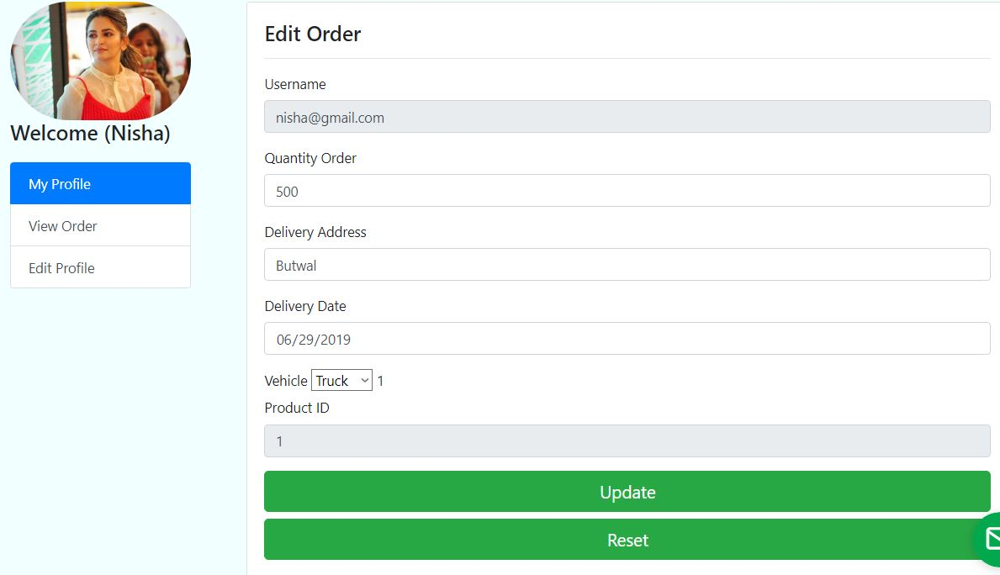 Welcome (Nisha)
My Profile
View Order
Edit Profile
Edit Order
Username
nisha@gmail.com
Quantity Order
500
Delivery Address
Butwal
Delivery Date
06/29/2019
Vehicle Truck 1
Product ID
1
Update
Reset